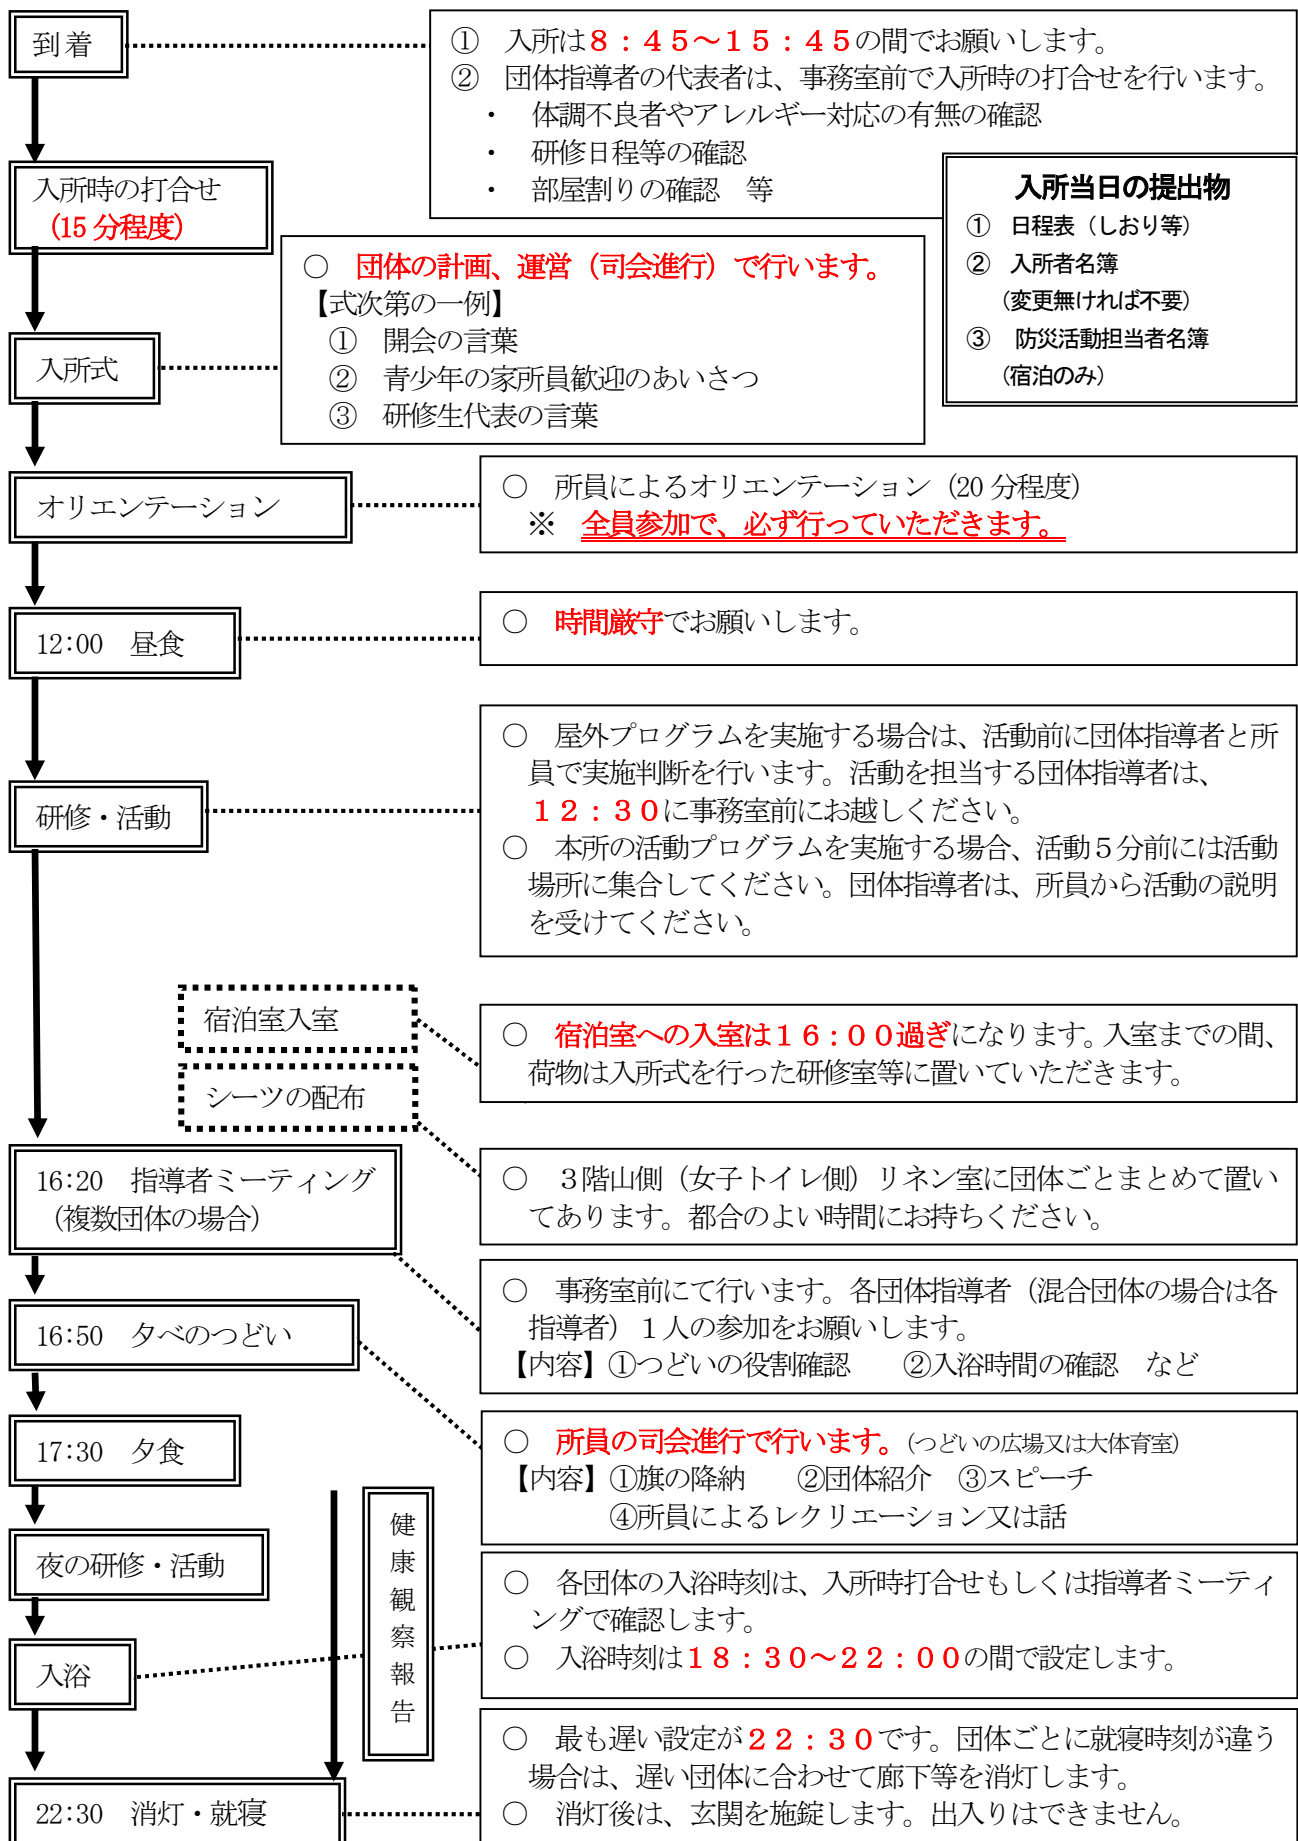 到着
①　入所は８：４５～１５：４５の間でお願いします。
②　団体指導者の代表者は、事務室前で入所時の打合せを行います。
・　体調不良者やアレルギー対応の有無の確認
・　研修日程等の確認
・　部屋割りの確認　等
入所時の打合せ
(15 分程度)
入所当日の提出物
①　日程表（しおり等）
②　入所者名簿
（変更無ければ不要）
③　防災活動担当者名簿
（宿泊のみ）
入所式
○　団体の計画、運営（司会進行）で行います。
【式次第の一例】
①　開会の言葉
②　青少年の家所員歓迎のあいさつ
③　研修生代表の言葉
オリエンテーション
○　所員によるオリエンテーション（20 分程度）
※　全員参加で、必ず行っていただきます。
12:00　昼食
○　時間厳守でお願いします。
研修・活動
○　屋外プログラムを実施する場合は、活動前に団体指導者と所
員で実施判断を行います。活動を担当する団体指導者は、
１２：３０に事務室前にお越しください。
○　本所の活動プログラムを実施する場合、活動５分前には活動
場所に集合してください。団体指導者は、所員から活動の説明
を受けてください。
宿泊室入室
○　宿泊室への入室は１６：００過ぎになります。入室までの間、
荷物は入所式を行った研修室等に置いていただきます。
シーツの配布
○　３階山側（女子トイレ側）リネン室に団体ごとまとめて置い
てあります。都合のよい時間にお持ちください。
16:20　指導者ミーティング
（複数団体の場合）
○　事務室前にて行います。各団体指導者（混合団体の場合は各
指導者）１人の参加をお願いします。
【内容】①つどいの役割確認　　②入浴時間の確認　など
16:50　夕べのつどい
○　所員の司会進行で行います。（つどいの広場又は大体育室）
【内容】①旗の降納　　②団体紹介　③スピーチ
④所員によるレクリエーション又は話
17:30　夕食
健康観察報告
夜の研修・活動
入浴
○　各団体の入浴時刻は、入所時打合せもしくは指導者ミーティ
ングで確認します。
○　入浴時刻は１８：３０～２２：００の間で設定します。
22:30　消灯・就寝
○　最も遅い設定が２２：３０です。団体ごとに就寝時刻が違う
場合は、遅い団体に合わせて廊下等を消灯します。
○　消灯後は、玄関を施錠します。出入りはできません。